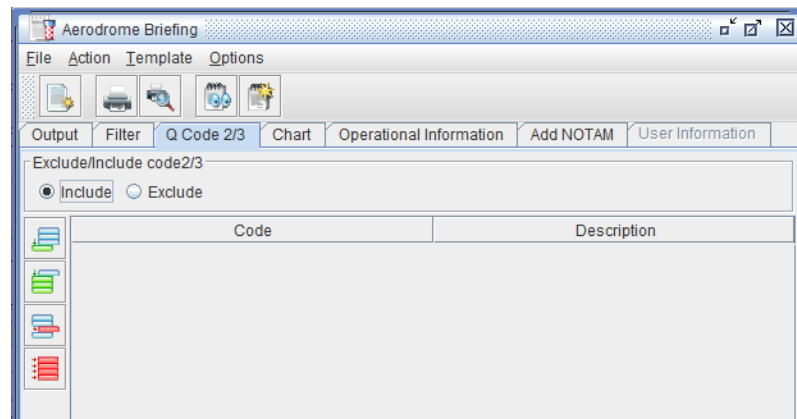 Aerodrome Briefing
File Action Template Options
Output Filter Q Code 2/3 Chart Operational Information Add NOTAM User Information
Exclude/Include code2/3
Include Exclude
Code Description